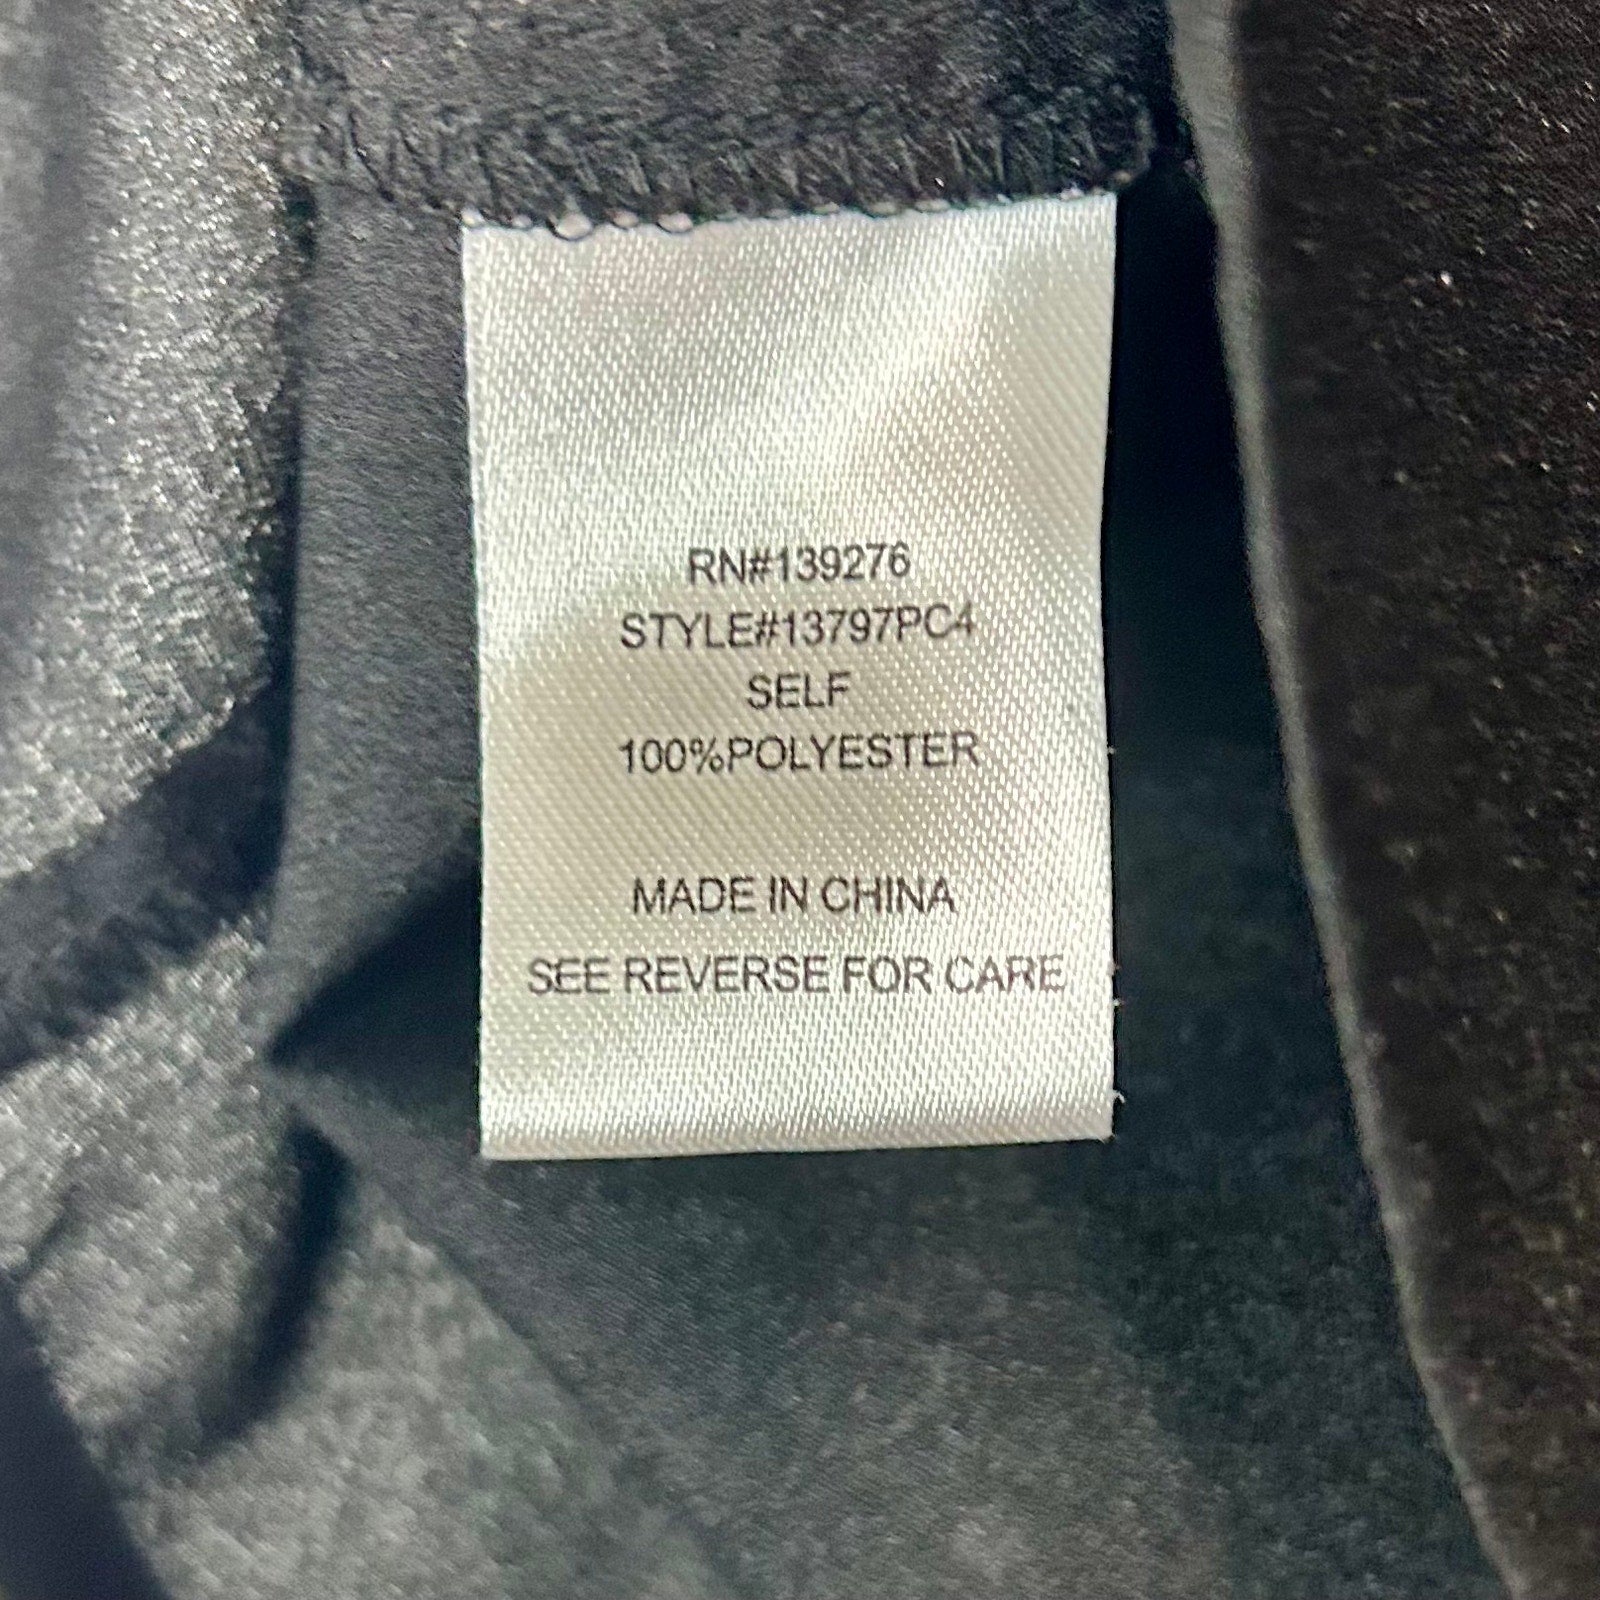 RN#139276
STYLE#13797PC4
SELF
100%POLYESTER
MADE IN CHINA
SEE REVERSE FOR CARE